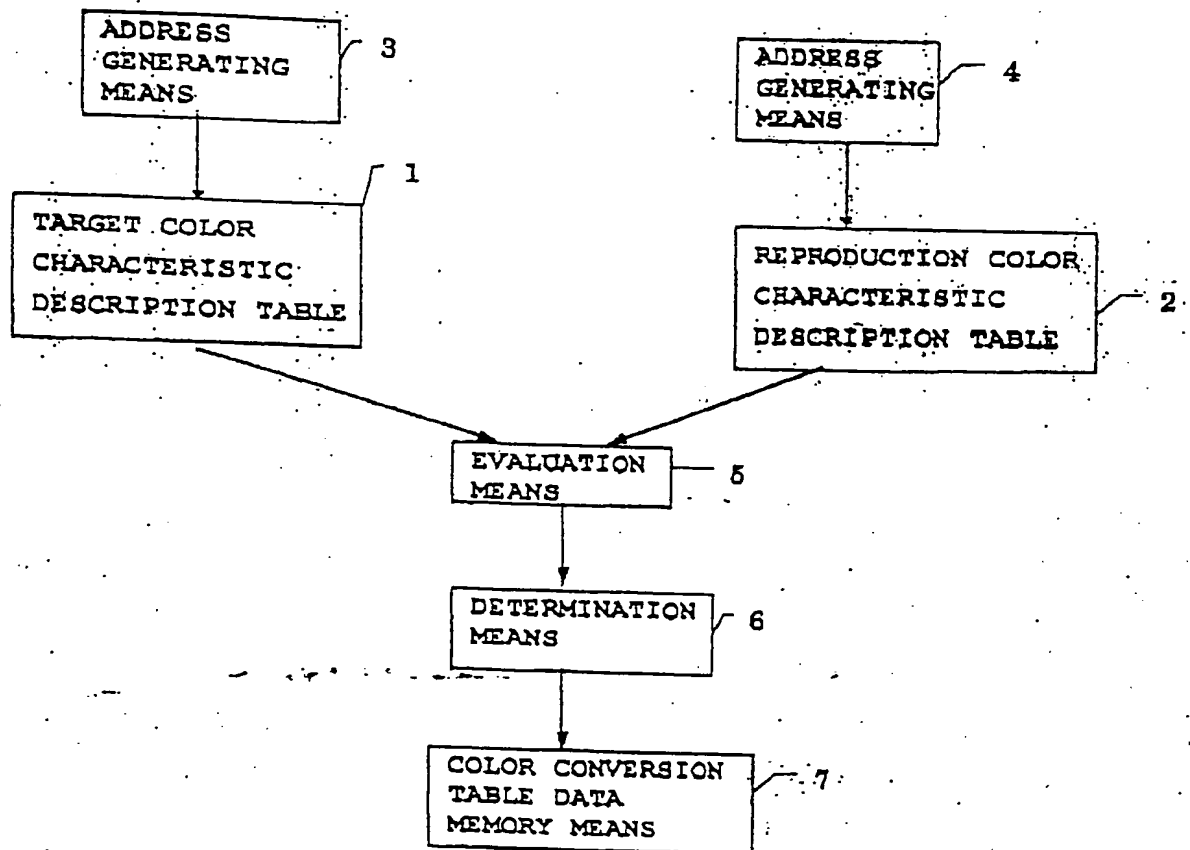 ADDRESS
GENERATING
MEANS
3
ADDRESS
GENERATING
MEANS
4
1
TARGET COLOR
CHARACTERISTIC
DESCRIPTION TABLE
REPRODUCTION COLOR
CHARACTERISTIC
DESCRIPTION TABLE
2
EVALUATION
MEANS
5
DETERMINATION
MEANS
6
COLOR CONVERSION
TABLE DATA
MEMORY MEANS
7